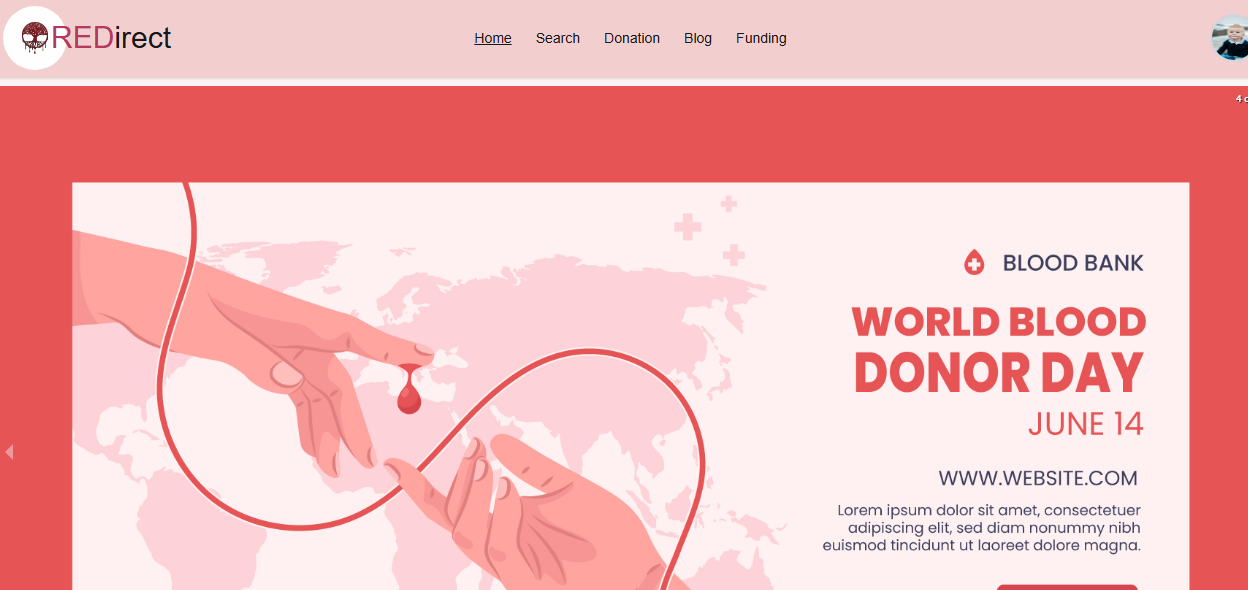 REDirect
Home Search Donation Blog Funding
BLOOD BANK
WORLD BLOOD
DONOR DAY
JUNE 14
WWW.WEBSITE.COM
Lorem ipsum dolor sit amet, consectetuer
adipiscing elit, sed diam nonummy nibh
euismod tincidunt ut laoreet dolore magna.